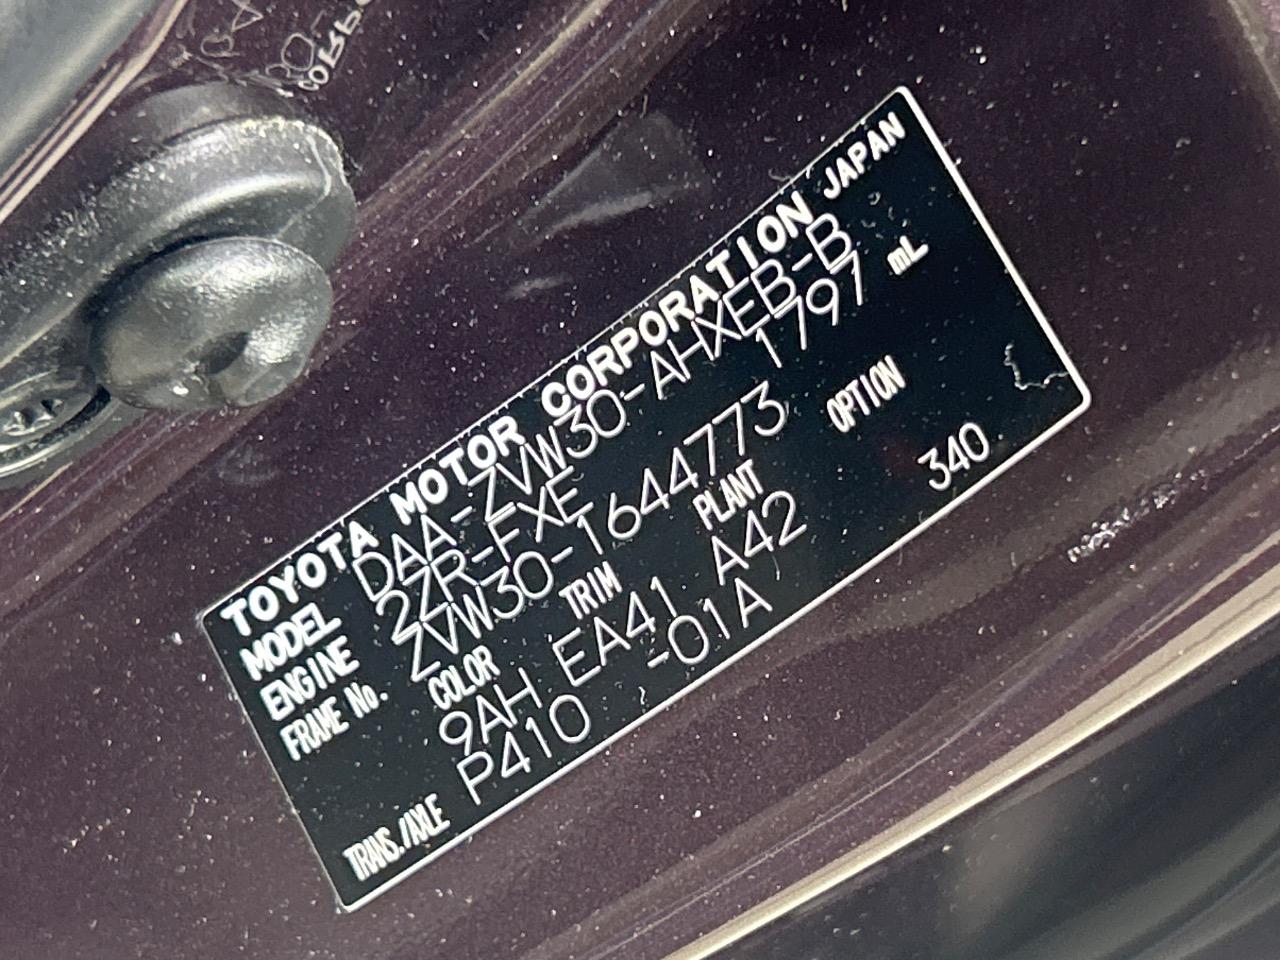 TOYOTA MOTOR CORPORATION JAPAN
MODEL DAA-ZVW30-AHXEB-B
ENGINE 2ZR-FXE 1797 mL
FRAME No. ZVW30-1644773
COLOR TRIM PLANT OPTION
9AH EA41 A42 340
TRANS./AXLE P410 -01A